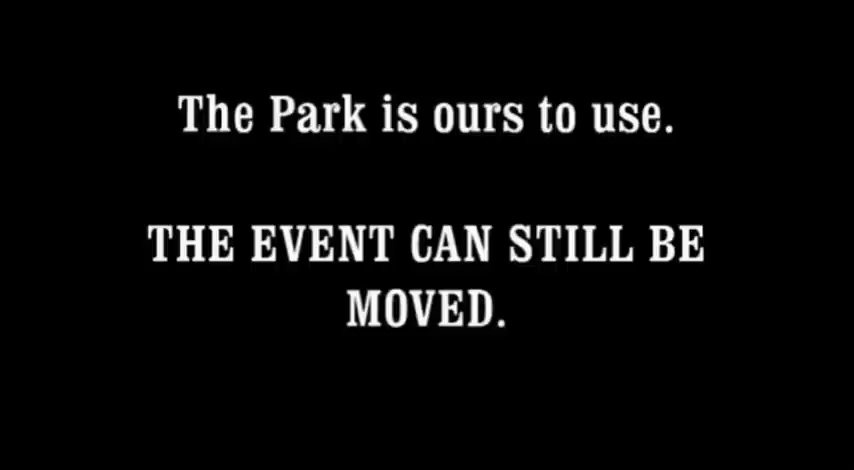 The Park is ours to use.
THE EVENT CAN STILL BE
MOVED.